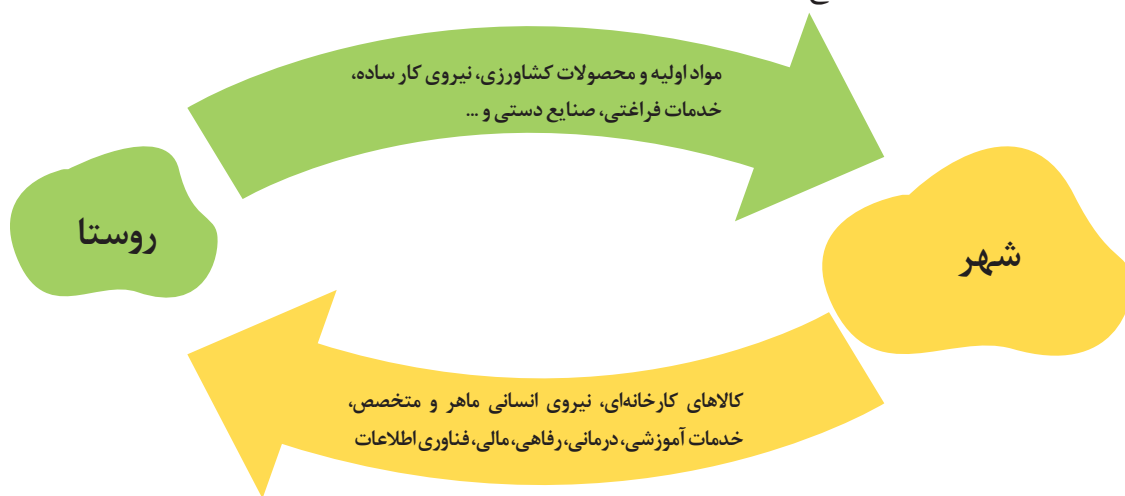 مواد اولیه و محصولات کشاورزی، نیروی کار ساده،
خدمات فراغتی، صنایع دستی و ...
روستا
شهر
کالاهای کارخانه‌ای، نیروی انسانی ماهر و متخصص،
خدمات آموزشی، درمانی، رفاهی، مالی، فناوری اطلاعات